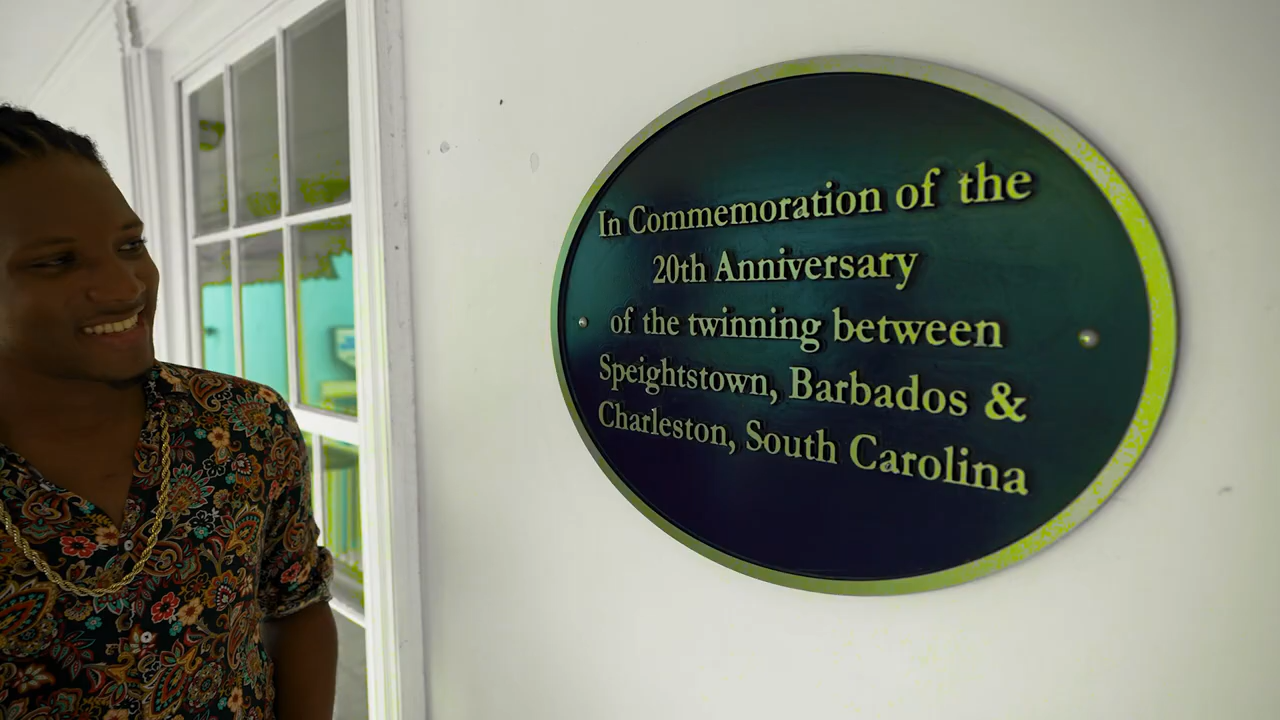 In Commemoration of the
20th Anniversary
of the twinning between
Speightstown, Barbados &
Charleston, South Carolina